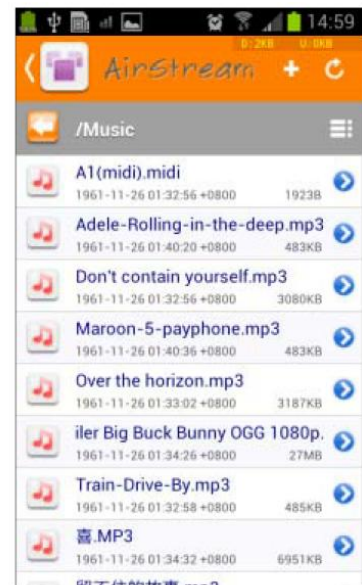 14:59
D: 2KB U: 0KB
AirStream
/Music
A1(midi).midi
1961-11-26 01:32:56 +0800 1923B
Adele-Rolling-in-the-deep.mp3
1961-11-26 01:40:20 +0800 483KB
Don't contain yourself.mp3
1961-11-26 01:32:56 +0800 3080KB
Maroon-5-payphone.mp3
1961-11-26 01:40:36 +0800 483KB
Over the horizon.mp3
1961-11-26 01:33:02 +0800 3187KB
iler Big Buck Bunny OGG 1080p.
1961-11-26 01:34:26 +0800 27MB
Train-Drive-By.mp3
1961-11-26 01:32:58 +0800 485KB
喜.MP3
1961-11-26 01:34:32 +0800 6951KB